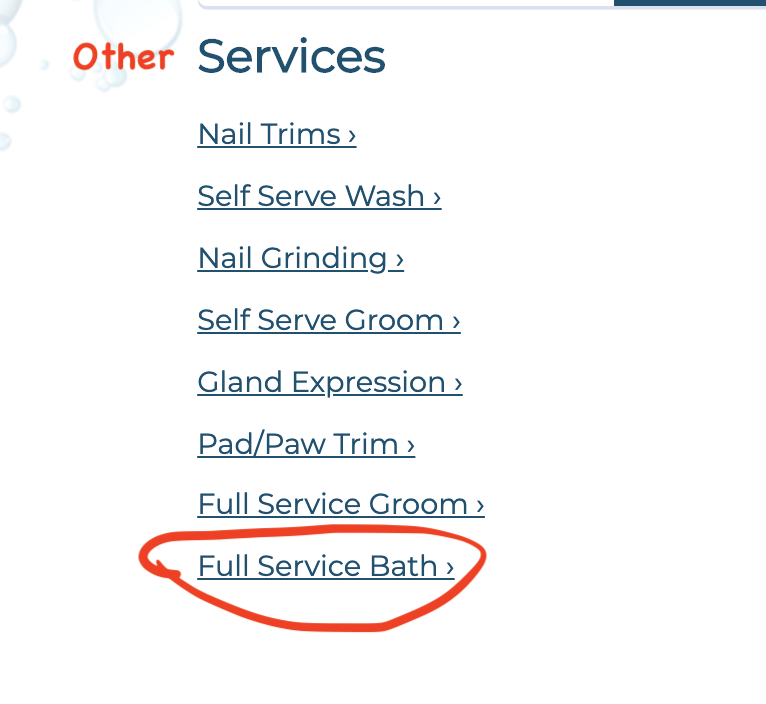 Other Services
Nail Trims ›
Self Serve Wash ›
Nail Grinding ›
Self Serve Groom ›
Gland Expression ›
Pad/Paw Trim ›
Full Service Groom ›
Full Service Bath ›